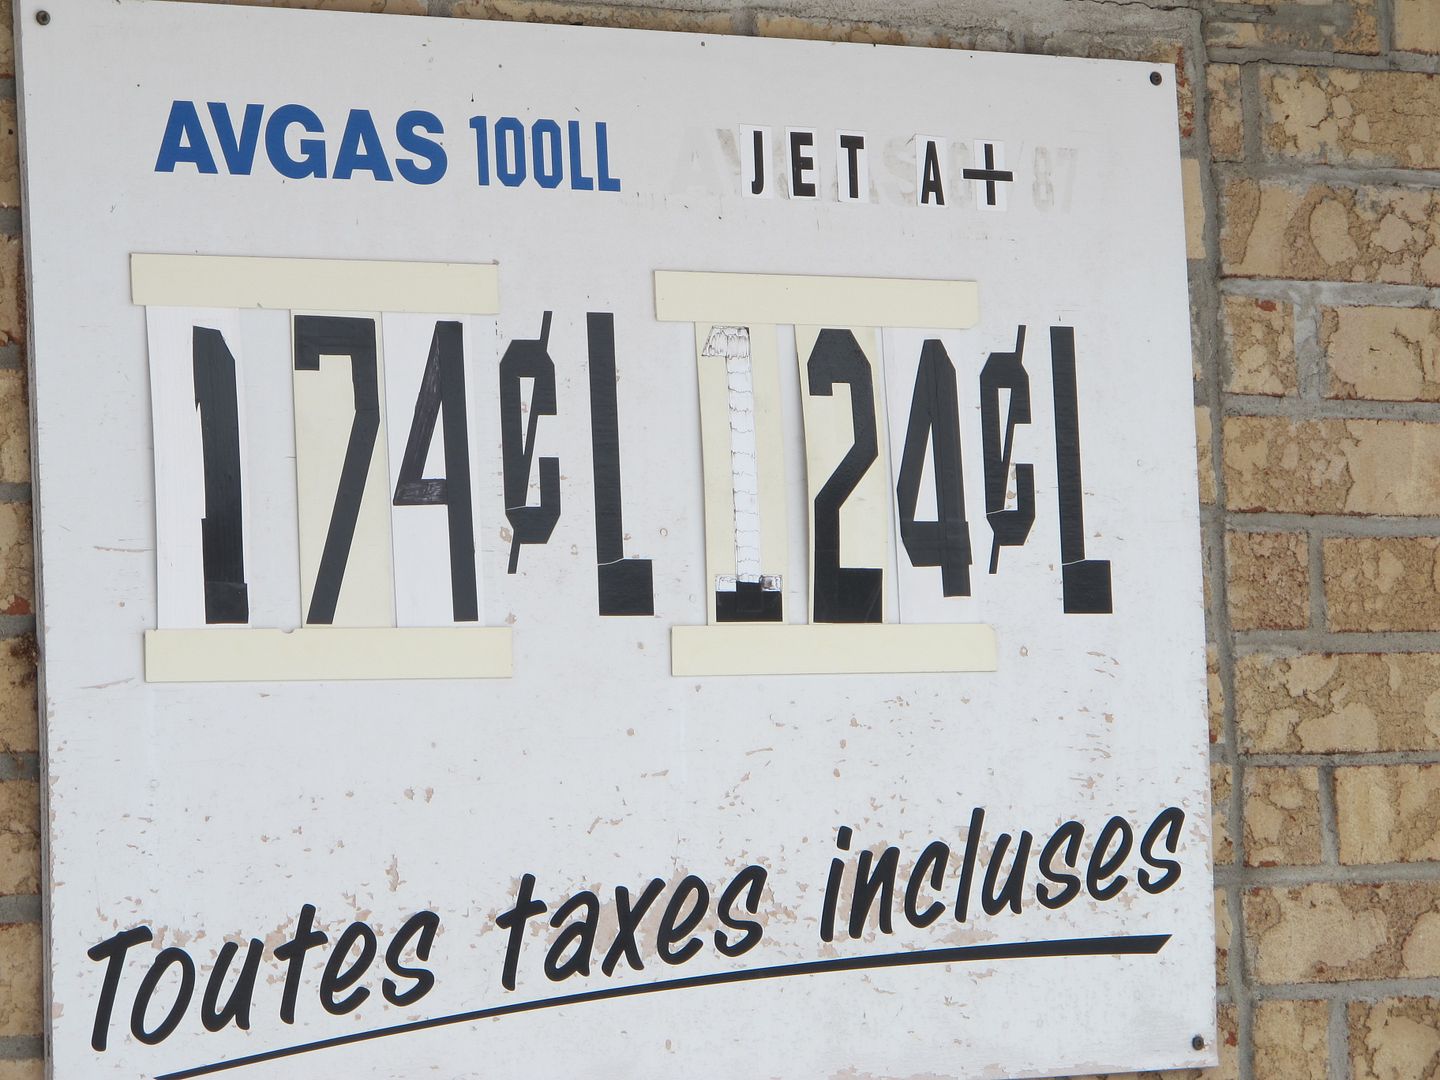 AVGAS 100LL JET A+
174¢L 124¢L
Toutes taxes incluses